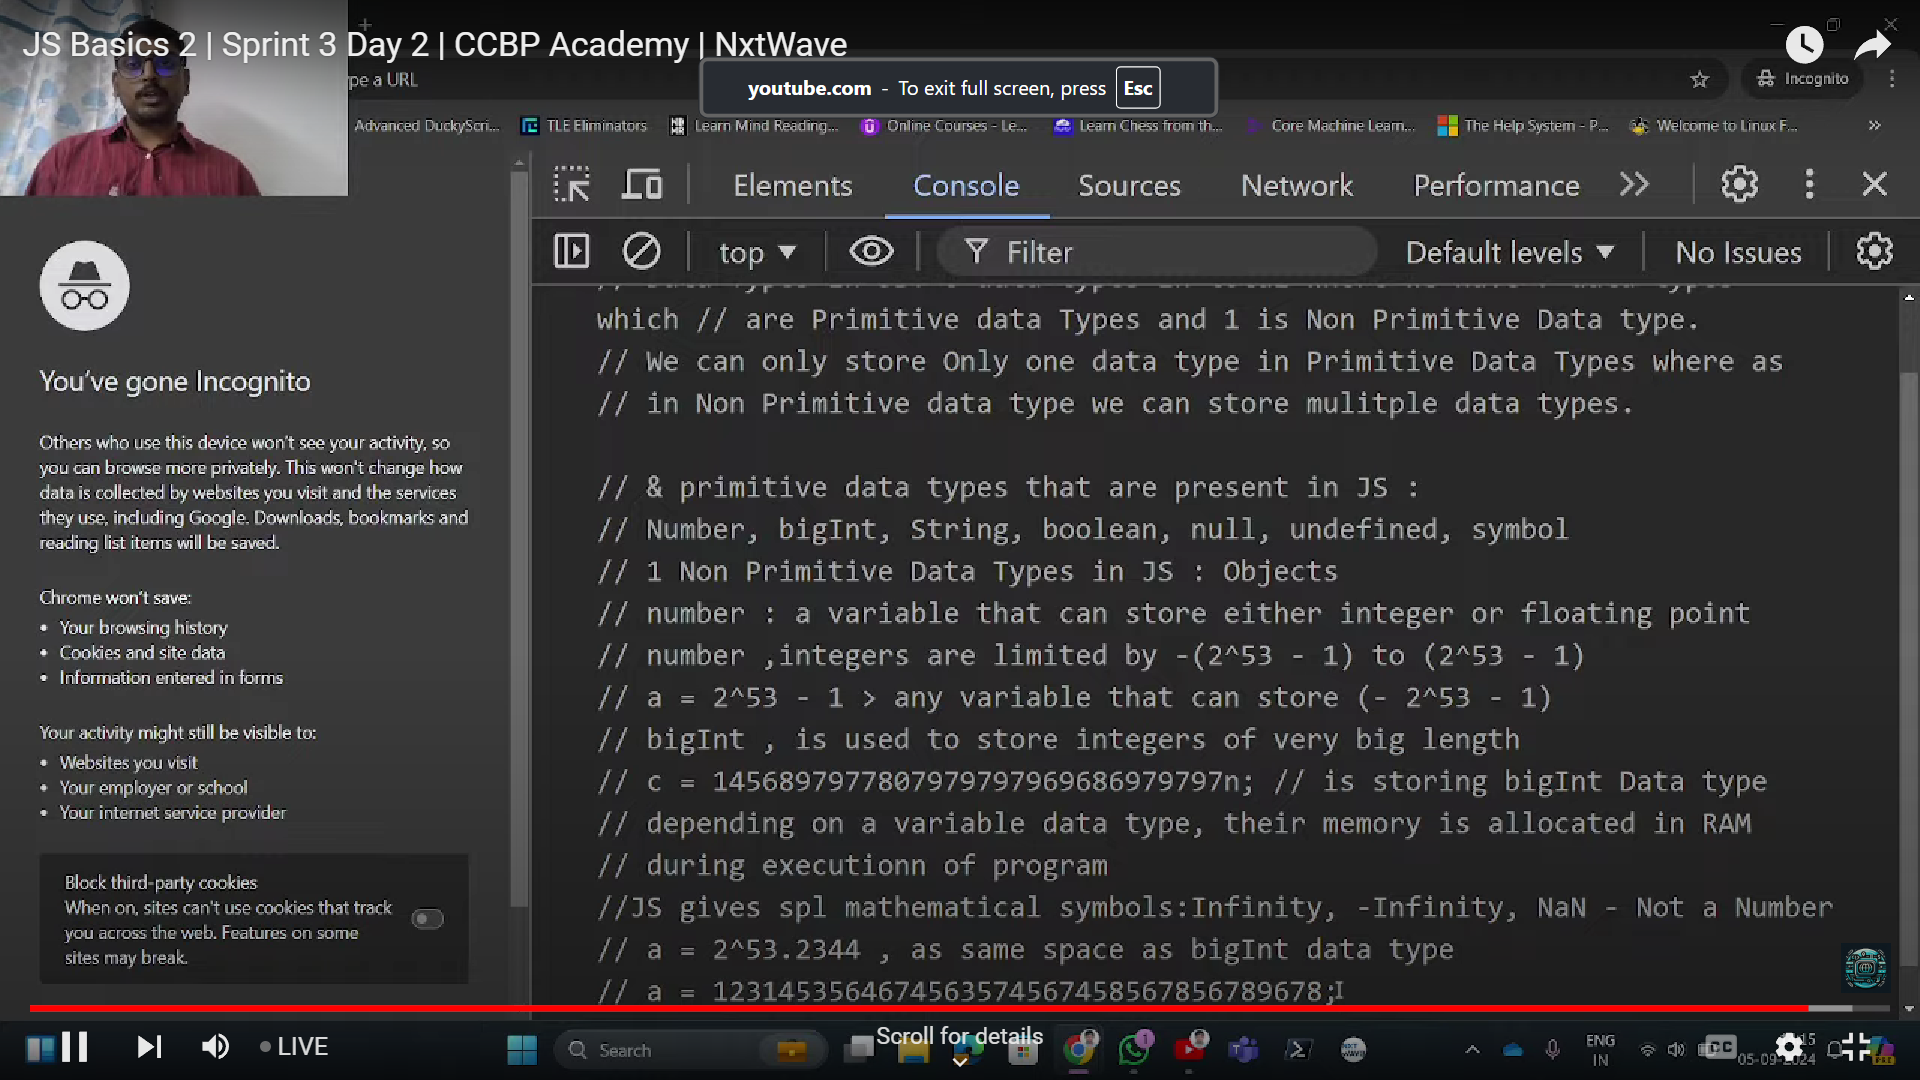 JS Basics 2 | Sprint 3 Day 2 | CCBP Academy | NxtWave
pe a URL
youtube.com - To exit full screen, press Esc
Incognito
Advanced DuckyScri...
TLE Eliminators
Learn Mind Reading...
Online Courses - Le...
Learn Chess from th...
Core Machine Learn...
The Help System - P...
Welcome to Linux F...
Elements
Console
Sources
Network
Performance
top
Filter
Default levels
No Issues
You've gone Incognito
Others who use this device won't see your activity, so
you can browse more privately. This won't change how
data is collected by websites you visit and the services
they use, including Google. Downloads, bookmarks and
reading list items will be saved.
Chrome won't save:
• Your browsing history
• Cookies and site data
• Information entered in forms
Your activity might still be visible to:
• Websites you visit
• Your employer or school
• Your internet service provider
Block third-party cookies
When on, sites can't use cookies that track
you across the web. Features on some
sites may break.
which // are Primitive data Types and 1 is Non Primitive Data type.
// We can only store Only one data type in Primitive Data Types where as
// in Non Primitive data type we can store mulitple data types.
// & primitive data types that are present in JS :
// Number, bigInt, String, boolean, null, undefined, symbol
// 1 Non Primitive Data Types in JS : Objects
// number : a variable that can store either integer or floating point
// number ,integers are limited by -(2^53 - 1) to (2^53 - 1)
// a = 2^53 - 1 > any variable that can store (- 2^53 - 1)
// bigInt , is used to store integers of very big length
// c = 14568979778079797979696869797​97n; // is storing bigInt Data type
// depending on a variable data type, their memory is allocated in RAM
// during executionn of program
//JS gives spl mathematical symbols:Infinity, -Infinity, NaN - Not a Number
// a = 2^53.2344 , as same space as bigInt data type
// a = 1231453564674563574567458567856789678;
LIVE
Scroll for details
Search
ENG
IN
CC
15
05-09-2024